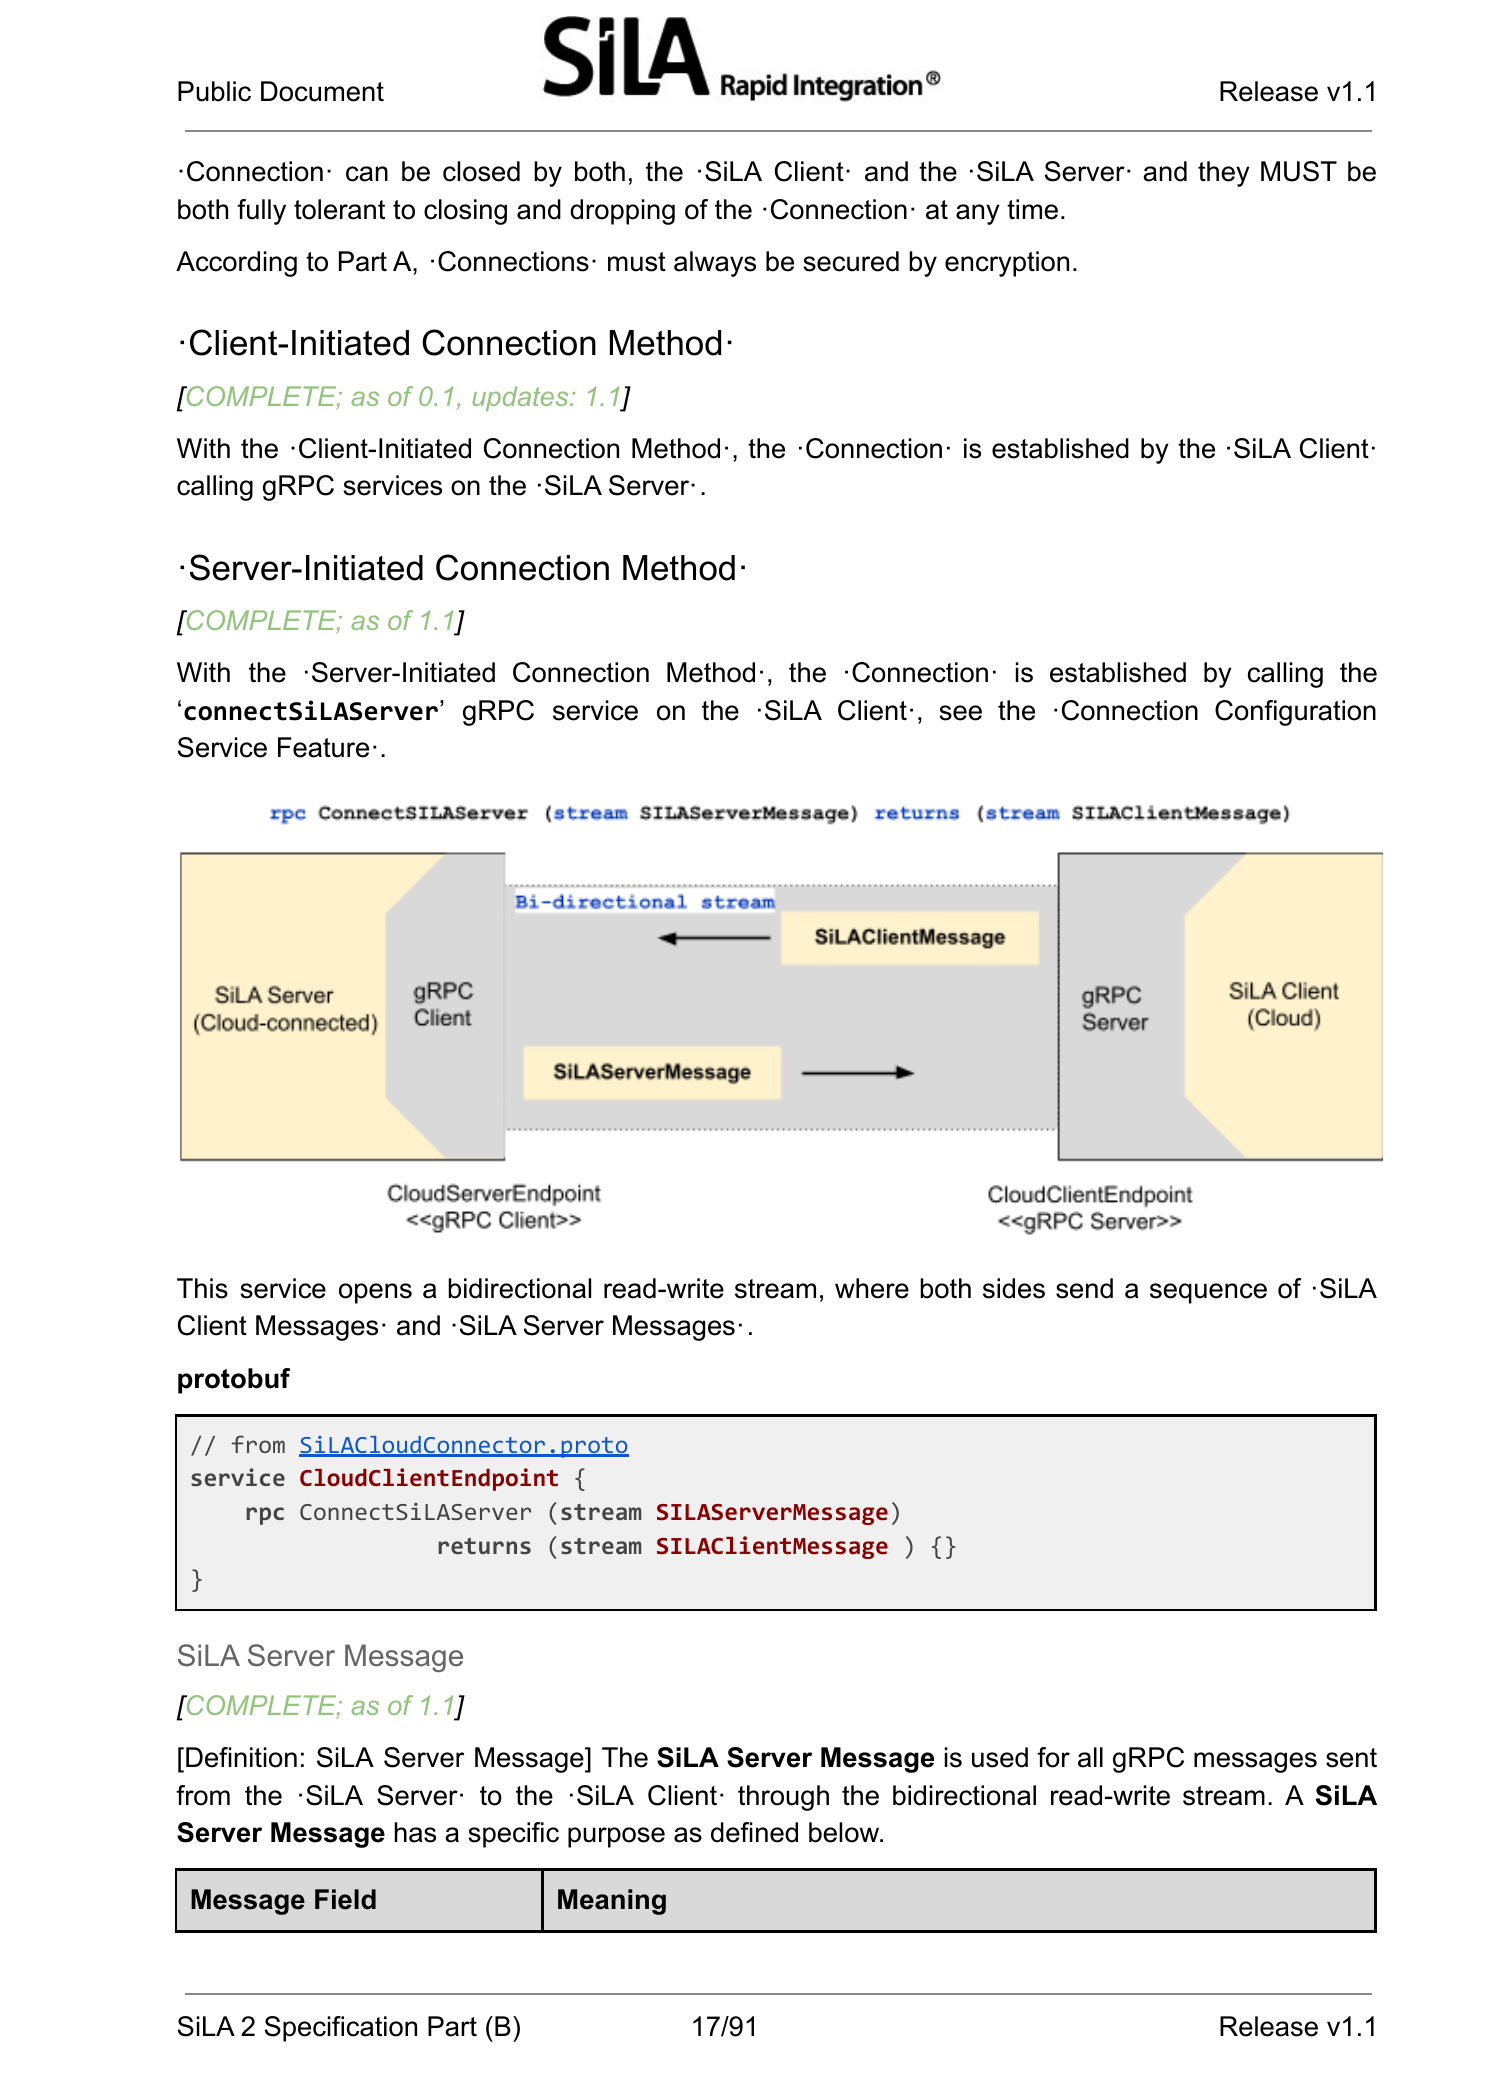 Public Document
SiLA Rapid Integration®
Release v1.1
·Connection· can be closed by both, the ·SiLA Client· and the ·SiLA Server· and they MUST be
both fully tolerant to closing and dropping of the ·Connection· at any time.
According to Part A, ·Connections· must always be secured by encryption.
·Client-Initiated Connection Method·
[COMPLETE; as of 0.1, updates: 1.1]
With the ·Client-Initiated Connection Method·, the ·Connection· is established by the ·SiLA Client·
calling gRPC services on the ·SiLA Server·.
·Server-Initiated Connection Method·
[COMPLETE; as of 1.1]
With the ·Server-Initiated Connection Method·, the ·Connection· is established by calling the
‘connectSiLAServer’ gRPC service on the ·SiLA Client·, see the ·Connection Configuration
Service Feature·.
rpc ConnectSILAServer (stream SILAServerMessage) returns (stream SILAClientMessage)
Bi-directional stream
SiLAClientMessage
SiLA Server
(Cloud-connected)
gRPC
Client
gRPC
Server
SiLA Client
(Cloud)
SiLAServerMessage
CloudServerEndpoint
<<gRPC Client>>
CloudClientEndpoint
<<gRPC Server>>
This service opens a bidirectional read-write stream, where both sides send a sequence of ·SiLA
Client Messages· and ·SiLA Server Messages·.
protobuf
// from SiLACloudConnector.proto
service CloudClientEndpoint {
    rpc ConnectSiLAServer (stream SILAServerMessage)
                  returns (stream SILAClientMessage ) {}
}
SiLA Server Message
[COMPLETE; as of 1.1]
[Definition: SiLA Server Message] The SiLA Server Message is used for all gRPC messages sent
from the ·SiLA Server· to the ·SiLA Client· through the bidirectional read-write stream. A SiLA
Server Message has a specific purpose as defined below.
Message Field
Meaning
SiLA 2 Specification Part (B)
17/91
Release v1.1